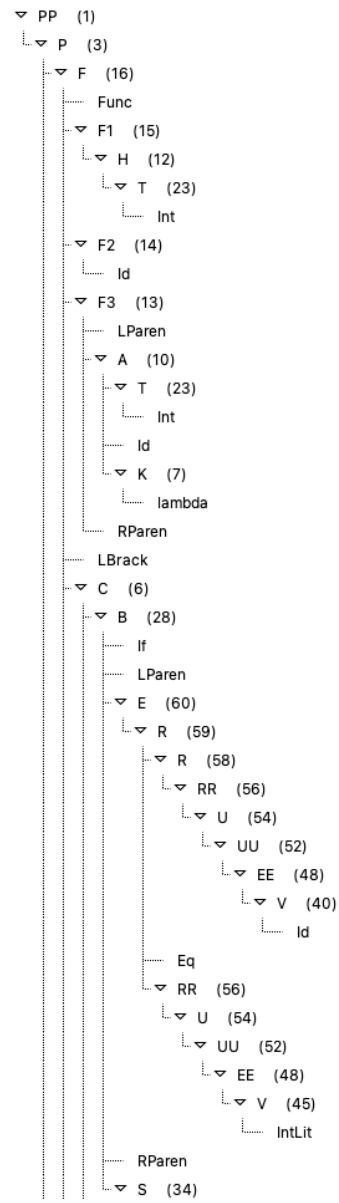 PP (1)
P (3)
F (16)
Func
F1 (15)
H (12)
T (23)
Int
F2 (14)
Id
F3 (13)
LParen
A (10)
T (23)
Int
Id
K (7)
lambda
RParen
LBrack
C (6)
B (28)
If
LParen
E (60)
R (59)
R (58)
RR (56)
U (54)
UU (52)
EE (48)
V (40)
Id
Eq
RR (56)
U (54)
UU (52)
EE (48)
V (45)
IntLit
RParen
S (34)